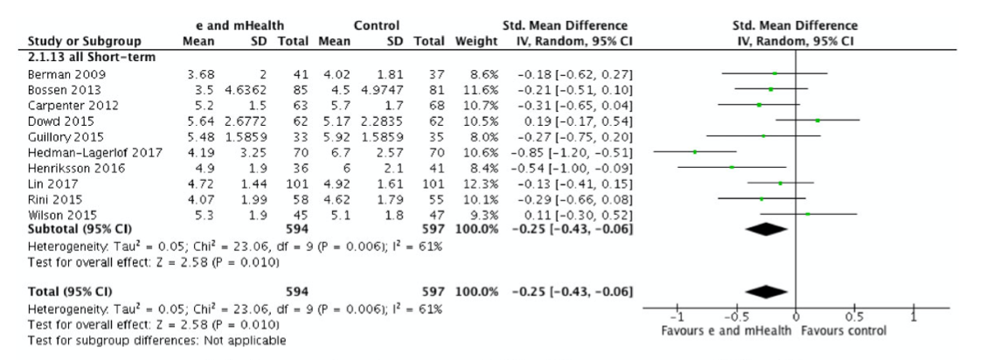 e and mHealth Control Std. Mean Difference Std. Mean Difference
Study or Subgroup Mean SD Total Mean SD Total Weight IV, Random, 95% CI IV, Random, 95% CI
2.1.13 all Short-term
Berman 2009 3.68 2 41 4.02 1.81 37 8.6% -0.18 [-0.62, 0.27]
Bossen 2013 3.5 4.6362 85 4.5 4.9747 81 11.6% -0.21 [-0.51, 0.10]
Carpenter 2012 5.2 1.5 63 5.7 1.7 68 10.7% -0.31 [-0.65, 0.04]
Dowd 2015 5.64 2.6772 62 5.17 2.2835 62 10.5% 0.19 [-0.17, 0.54]
Guillory 2015 5.48 1.5859 33 5.92 1.5859 35 8.0% -0.27 [-0.75, 0.20]
Hedman-Lagerlof 2017 4.19 3.25 70 6.7 2.57 70 10.6% -0.85 [-1.20, -0.51]
Henriksson 2016 4.9 1.9 36 6 2.1 41 8.4% -0.54 [-1.00, -0.09]
Lin 2017 4.72 1.44 101 4.92 1.61 101 12.3% -0.13 [-0.41, 0.15]
Rini 2015 4.07 1.99 58 4.62 1.79 55 10.1% -0.29 [-0.66, 0.08]
Wilson 2015 5.3 1.9 45 5.1 1.8 47 9.3% 0.11 [-0.30, 0.52]
Subtotal (95% CI) 594 597 100.0% -0.25 [-0.43, -0.06]
Heterogeneity: Tau² = 0.05; Chi² = 23.06, df = 9 (P = 0.006); I² = 61%
Test for overall effect: Z = 2.58 (P = 0.010)
Total (95% CI) 594 597 100.0% -0.25 [-0.43, -0.06]
Heterogeneity: Tau² = 0.05; Chi² = 23.06, df = 9 (P = 0.006); I² = 61%
Test for overall effect: Z = 2.58 (P = 0.010)
Test for subgroup differences: Not applicable
-1 -0.5 0 0.5 1
Favours e and mHealth Favours control